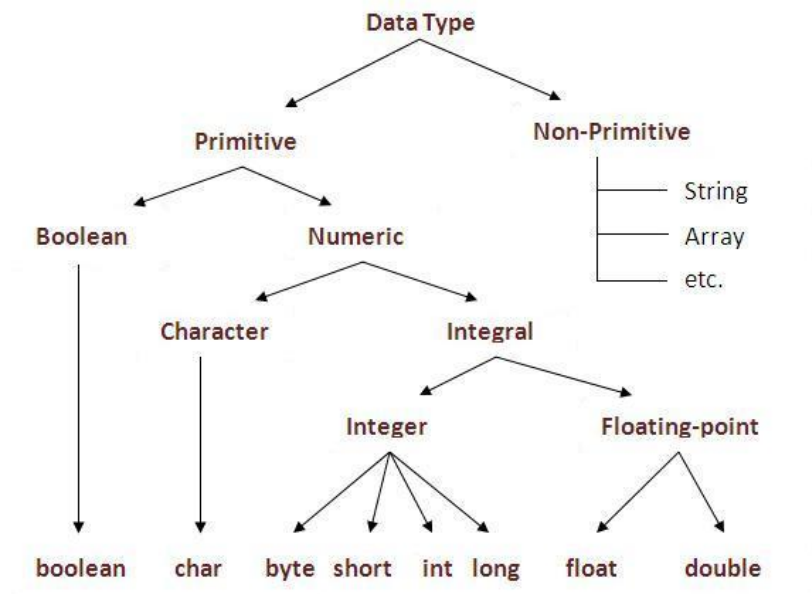 Data Type
Primitive
Non-Primitive
String
Array
etc.
Boolean
Numeric
Character
Integral
Integer
Floating-point
boolean
char
byte
short
int
long
float
double